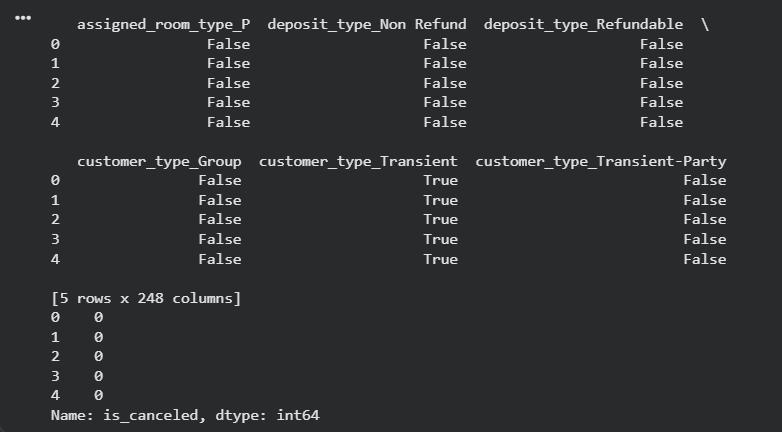 •••
assigned_room_type_P  deposit_type_Non Refund  deposit_type_Refundable  \
0                 False                    False                    False
1                 False                    False                    False
2                 False                    False                    False
3                 False                    False                    False
4                 False                    False                    False
customer_type_Group  customer_type_Transient  customer_type_Transient-Party
0                False                     True                          False
1                False                     True                          False
2                False                     True                          False
3                False                     True                          False
4                False                     True                          False
[5 rows x 248 columns]
0    0
1    0
2    0
3    0
4    0
Name: is_canceled, dtype: int64